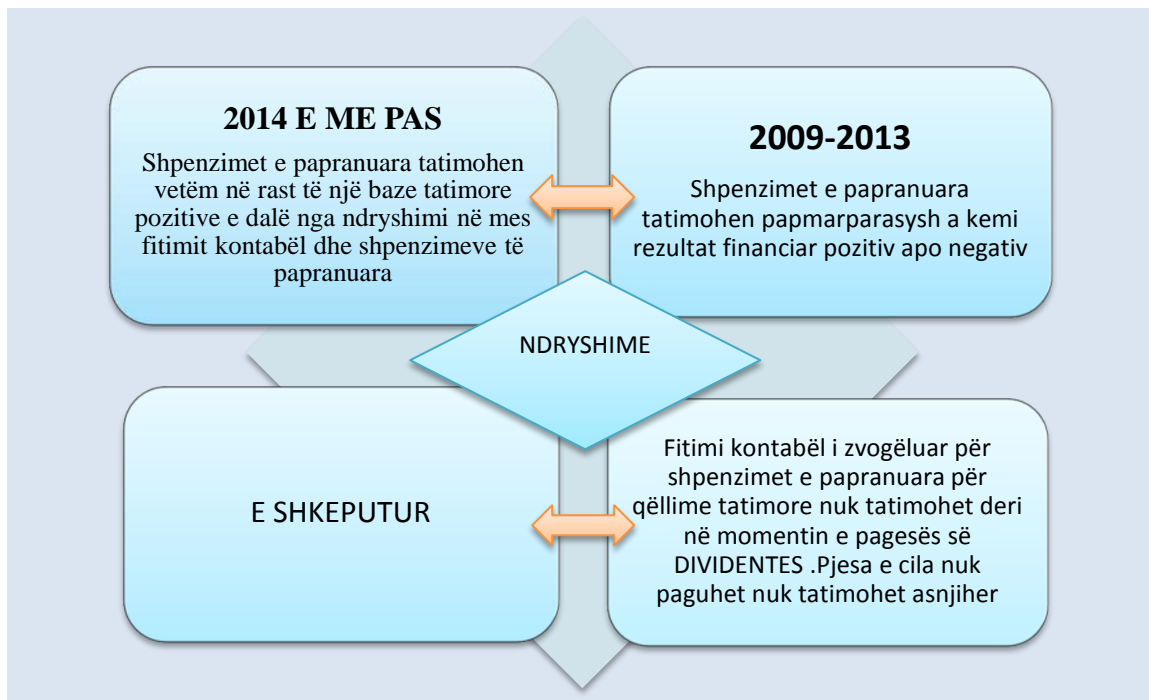 2014 E ME PAS
Shpenzimet e papranuara tatimohen
vetëm në rast të një baze tatimore
pozitive e dalë nga ndryshimi në mes
fitimit kontabël dhe shpenzimeve të
papranuara
2009-2013
Shpenzimet e papranuara
tatimohen papmarparasysh a kemi
rezultat financiar pozitiv apo negativ
NDRYSHIME
E SHKEPUTUR
Fitimi kontabël i zvogëluar për
shpenzimet e papranuara për
qëllime tatimore nuk tatimohet deri
në momentin e pagesës së
DIVIDENTES .Pjesa e cila nuk
paguhet nuk tatimohet asnjiher